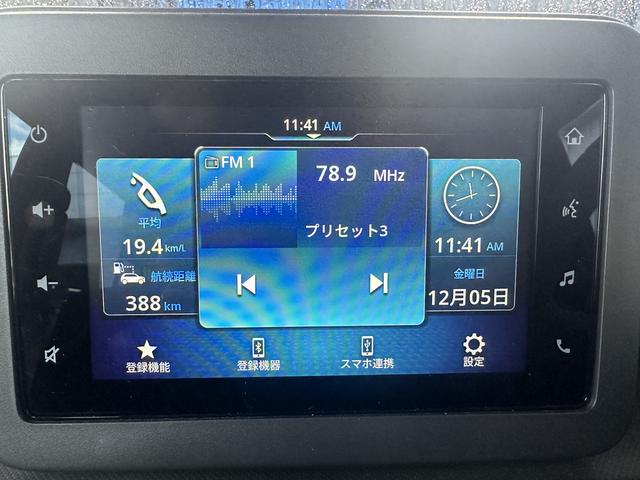 11:41 AM
FM 1
78.9 MHz
プリセット3
平均
19.4 km/L
航続距離
388 km
11:41 AM
金曜日
12月05日
登録機能
登録機器
スマホ連携
設定